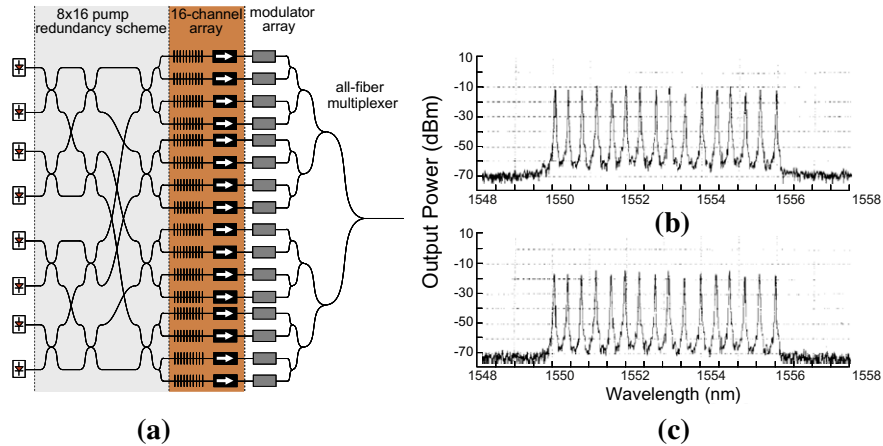 8x16 pump
redundancy scheme
16-channel
array
modulator
array
all-fiber
multiplexer
(a)
Output Power (dBm)
10
-10
-30
-50
-70
1548
1550
1552
1554
1556
1558
(b)
10
-10
-30
-50
-70
1548
1550
1552
1554
1556
1558
Wavelength (nm)
(c)